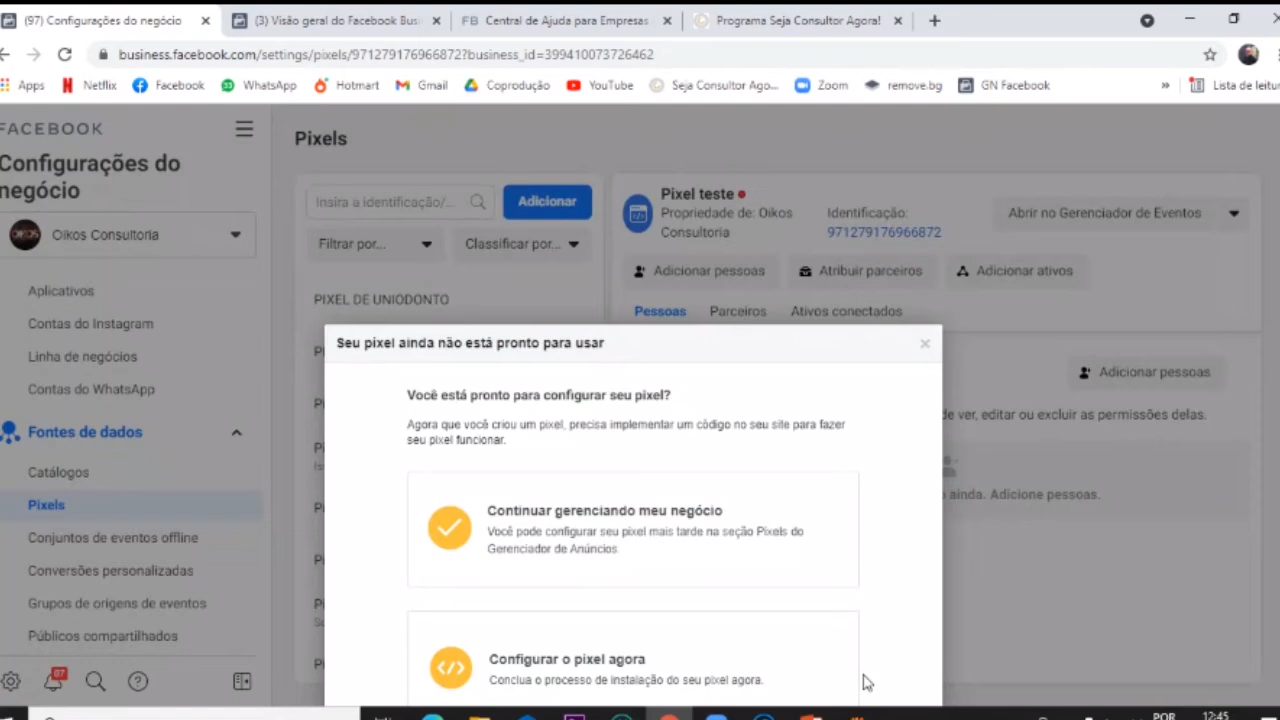 (97) Configurações do negócio
(3) Visão geral do Facebook Busi
FB Central de Ajuda para Empresas
Programa Seja Consultor Agora!
business.facebook.com/settings/pixels/971279176966872?business_id=399410073726462
Apps
Netflix
Facebook
WhatsApp
Hotmart
Gmail
Coprodução
YouTube
Seja Consultor Ago...
Zoom
remove.bg
GN Facebook
»
Lista de leitur
FACEBOOK
Configurações do
negócio
Oikos Consultoria
Aplicativos
Contas do Instagram
Linha de negócios
Contas do WhatsApp
Fontes de dados
Catálogos
Pixels
Conjuntos de eventos offline
Conversões personalizadas
Grupos de origens de eventos
Públicos compartilhados
Pixels
Insira a identificação/...
Adicionar
Filtrar por...
Classificar por...
PIXEL DE UNIODONTO
Pixel teste
Propriedade de: Oikos
Consultoria
Identificação:
971279176966872
Abrir no Gerenciador de Eventos
Adicionar pessoas
Atribuir parceiros
Adicionar ativos
Pessoas
Parceiros
Ativos conectados
Adicionar pessoas
de ver, editar ou excluir as permissões delas.
ainda. Adicione pessoas.
Seu pixel ainda não está pronto para usar
Você está pronto para configurar seu pixel?
Agora que você criou um pixel, precisa implementar um código no seu site para fazer
seu pixel funcionar.
Continuar gerenciando meu negócio
Você pode configurar seu pixel mais tarde na seção Pixels do
Gerenciador de Anúncios.
Configurar o pixel agora
Conclua o processo de instalação do seu pixel agora.
POR
12:45